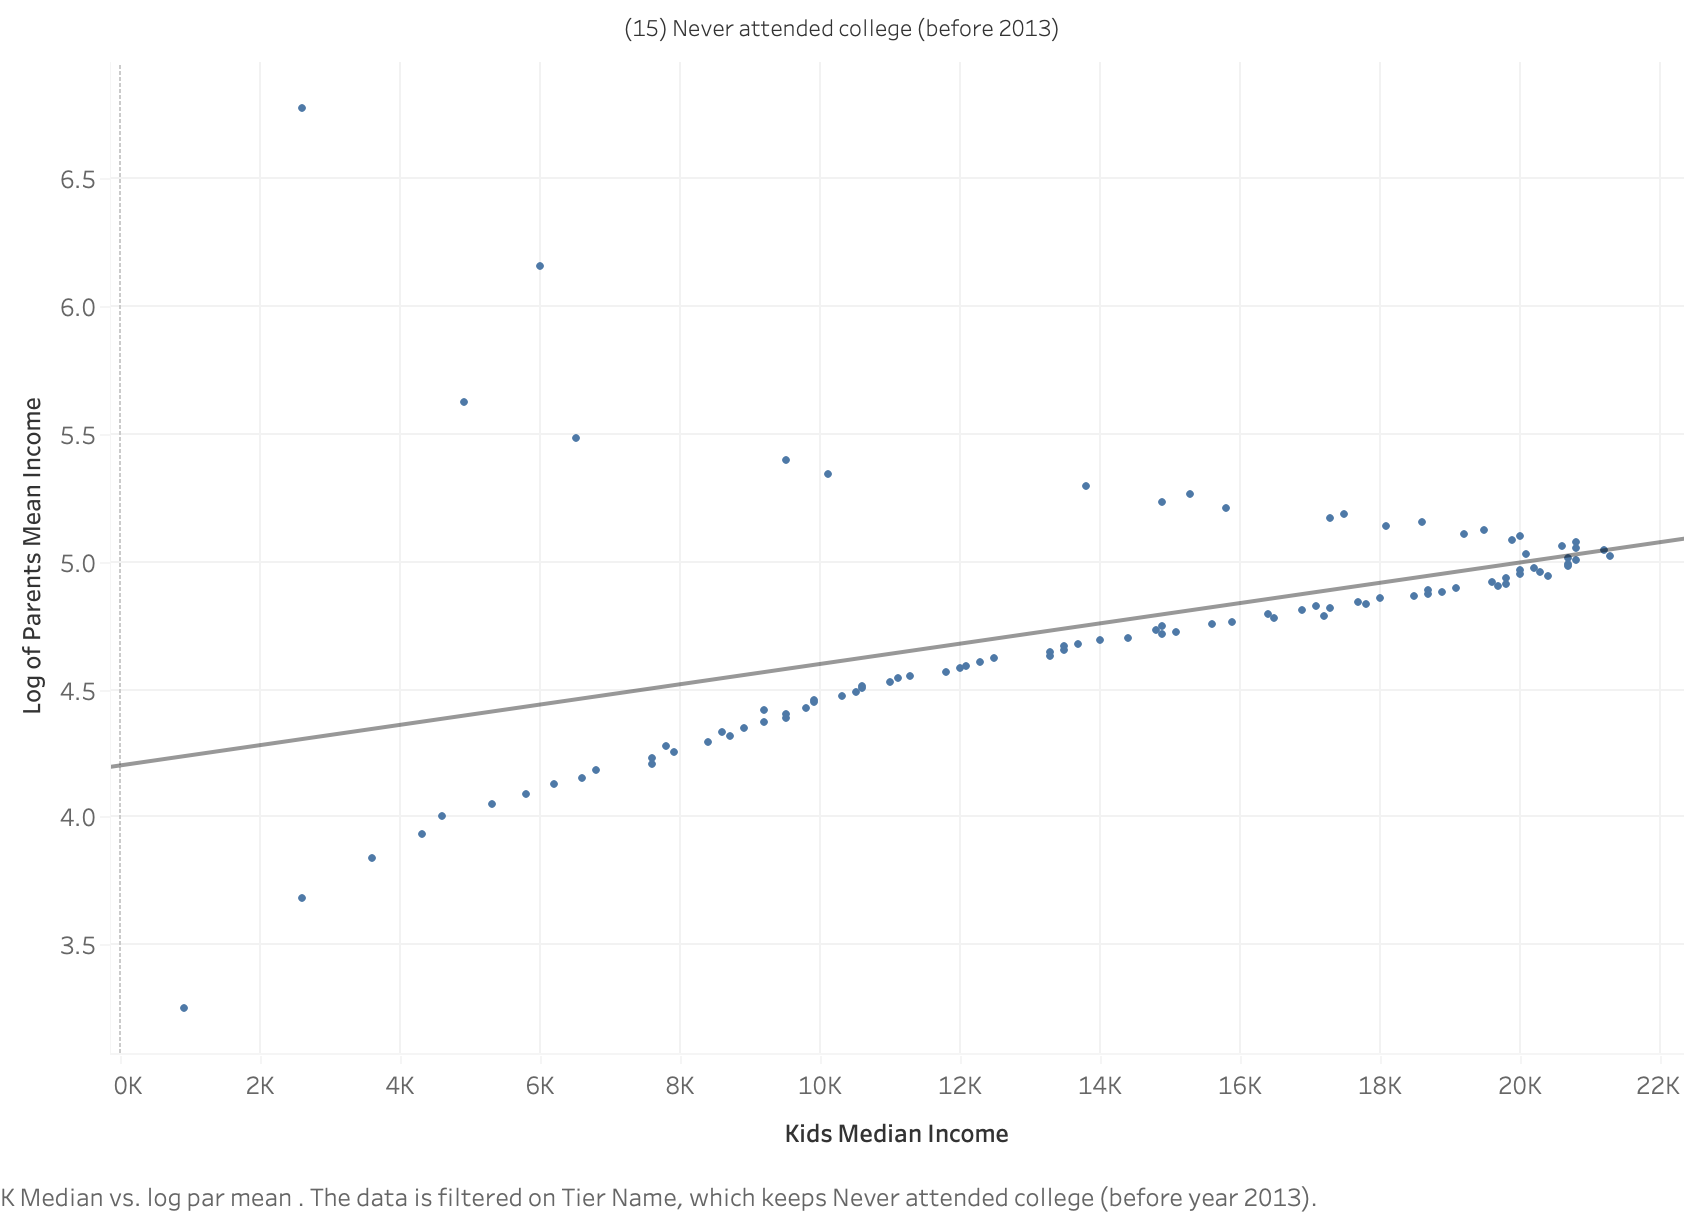 (15) Never attended college (before 2013)
6.5
6.0
5.5
5.0
4.5
4.0
3.5
Log of Parents Mean Income
0K 2K 4K 6K 8K 10K 12K 14K 16K 18K 20K 22K
Kids Median Income
K Median vs. log par mean . The data is filtered on Tier Name, which keeps Never attended college (before year 2013).